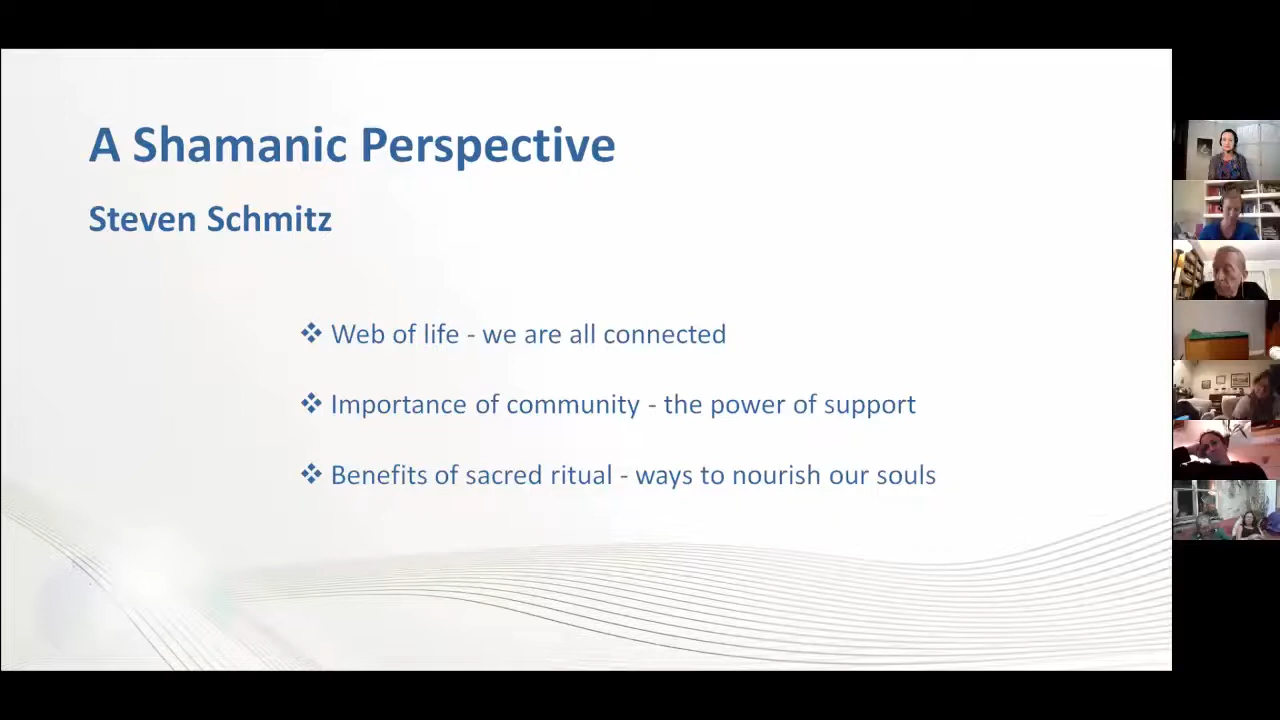 A Shamanic Perspective
Steven Schmitz
❖ Web of life - we are all connected
❖ Importance of community - the power of support
❖ Benefits of sacred ritual - ways to nourish our souls